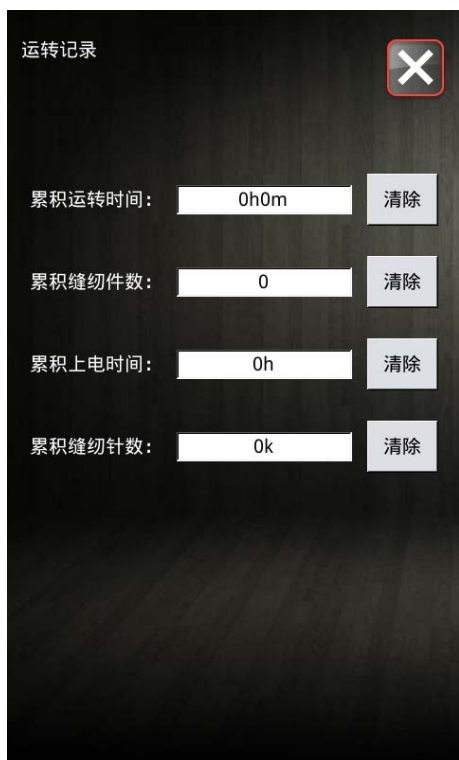 运转记录
累积运转时间： 0h0m 清除
累积缝纫件数： 0 清除
累积上电时间： 0h 清除
累积缝纫针数： 0k 清除